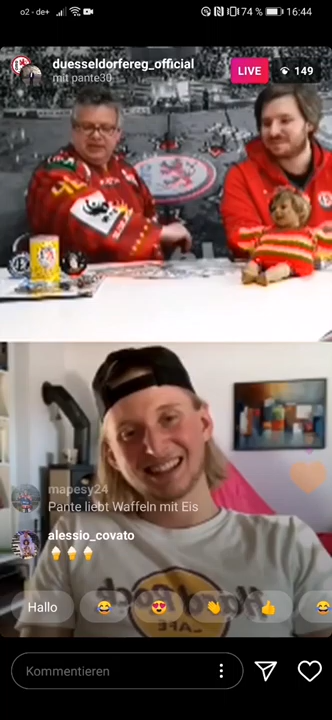 o2 - de+ 74 % 16:44
duesseldorfereg_official LIVE 149
mit pante30
mapesy24
Pante liebt Waffeln mit Eis
alessio_covato
Hallo
CAFE
Kommentieren